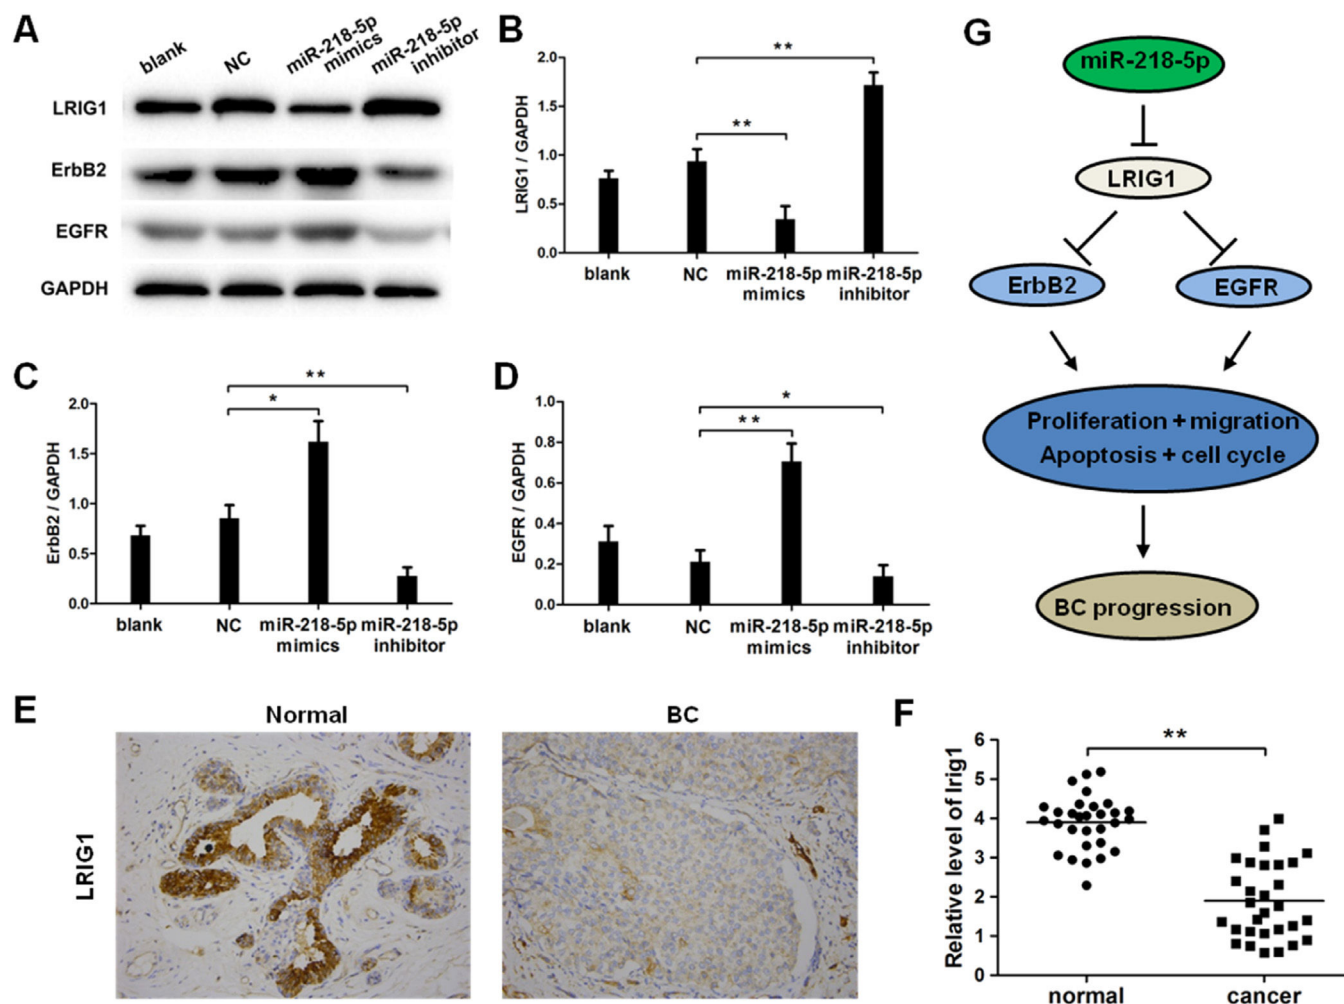 A
blank
NC
miR-218-5p
mimics
miR-218-5p
inhibitor
LRIG1
ErbB2
EGFR
GAPDH
B
LRIG1 / GAPDH
2.0
1.5
1.0
0.5
0.0
**
**
blank
NC
miR-218-5p
mimics
miR-218-5p
inhibitor
G
miR-218-5p
LRIG1
ErbB2
EGFR
Proliferation + migration
Apoptosis + cell cycle
BC progression
C
ErbB2 / GAPDH
2.0
1.5
1.0
0.5
0.0
**
*
blank
NC
miR-218-5p
mimics
miR-218-5p
inhibitor
D
EGFR / GAPDH
1.0
0.8
0.6
0.4
0.2
0.0
*
**
blank
NC
miR-218-5p
mimics
miR-218-5p
inhibitor
E
Normal
BC
LRIG1
F
Relative level of lrig1
6
5
4
3
2
1
0
**
normal
cancer